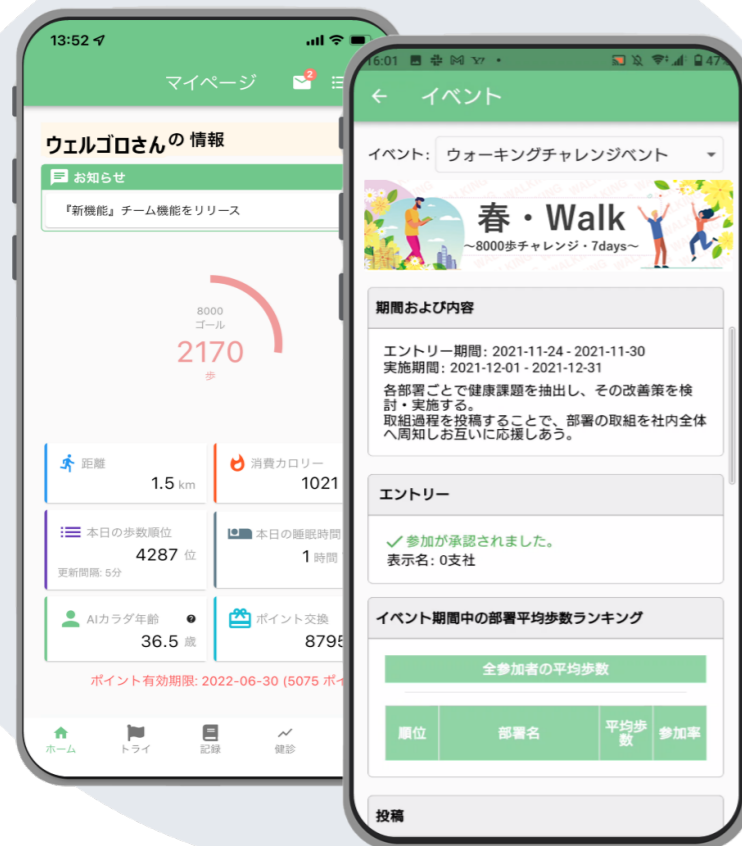 13:52
マイページ
2
ウェルゴロさんの 情報
お知らせ
『新機能』チーム機能をリリース
8000
ゴール
2170
歩
距離
1.5 km
消費カロリー
1021
本日の歩数順位
4287 位
更新間隔: 5分
本日の睡眠時間
1 時間
AIカラダ年齢
36.5 歳
ポイント交換
8795
ポイント有効期限: 2022-06-30 (5075 ポイ
ホーム
トライ
記録
健診
16:01
47%
イベント
イベント:
ウォーキングチャレンジベント
春・Walk
~8000歩チャレンジ・7days~
期間および内容
エントリー期間: 2021-11-24 - 2021-11-30
実施期間: 2021-12-01 - 2021-12-31
各部署ごとで健康課題を抽出し、その改善策を検
討・実施する。
取組過程を投稿することで、部署の取組を社内全体
へ周知しお互いに応援しあう。
エントリー
参加が承認されました。
表示名: 0支社
イベント期間中の部署平均歩数ランキング
全参加者の平均歩数
順位
部署名
平均歩
数
参加率
投稿